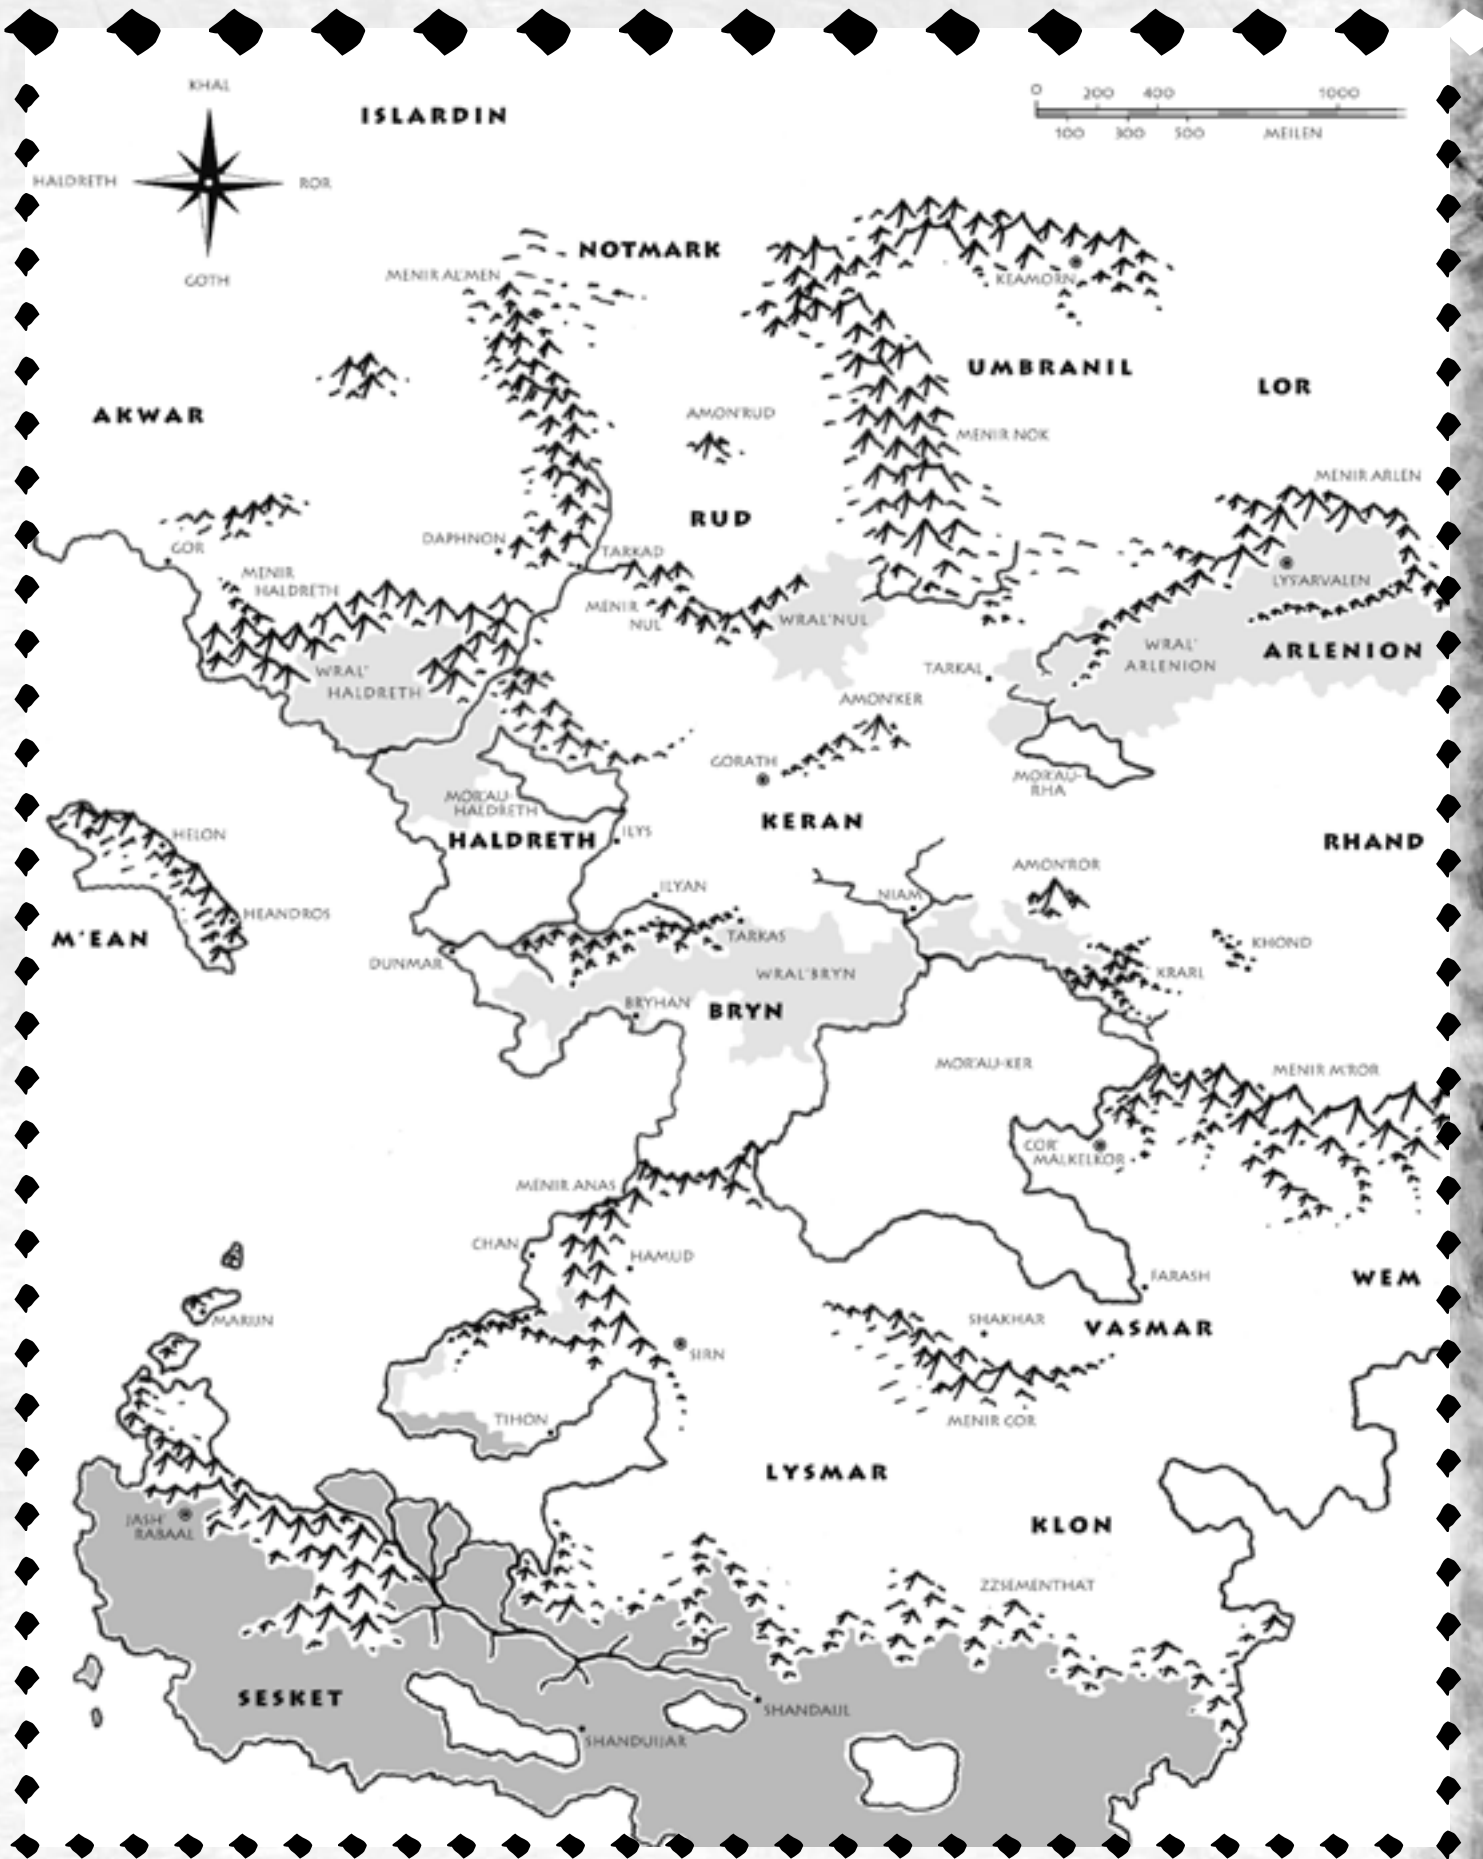 KHAL
ISLARDIN
0 200 400 1000
100 300 500 MEILEN
HALDRETH
ROR
GOTH
NOTMARK
MENIR AL'MEN
KEAMORN
UMBRANIL
LOR
AKWAR
AMON'RUD
MENIR NOK
MENIR ARLEN
RUD
DAPHNON
TARKAD
GOR
MENIR
HALDRETH
LYS'ARVALEN
MENIR
NUL
WRAL'NUL
WRAL'
ARLENION
ARLENION
WRAL'
HALDRETH
TARKAL
AMON'KER
GORATH
MOR'AU-
RHA
MOR'AU-
HALDRETH
HALDRETH
ILYS
KERAN
RHAND
HELON
AMON'ROR
ILYAN
NIAM
HEANDROS
M'EAN
TARKAS
KHOND
DUNMAR
WRAL'BRYN
KRARL
BRYHAN
BRYN
MOR'AU-KER
MENIR M'ROR
COR'
MALKELKOR
MENIR ANAS
CHAN
HAMUD
FARASH
WEM
MARIJN
SHAKHAR
VASMAR
SIRN
TIHON
MENIR COR
LYSMAR
JASH'
RABAAL
KLON
ZZSEMENTHAT
SESKET
SHANDAIJL
SHANDUIJAR